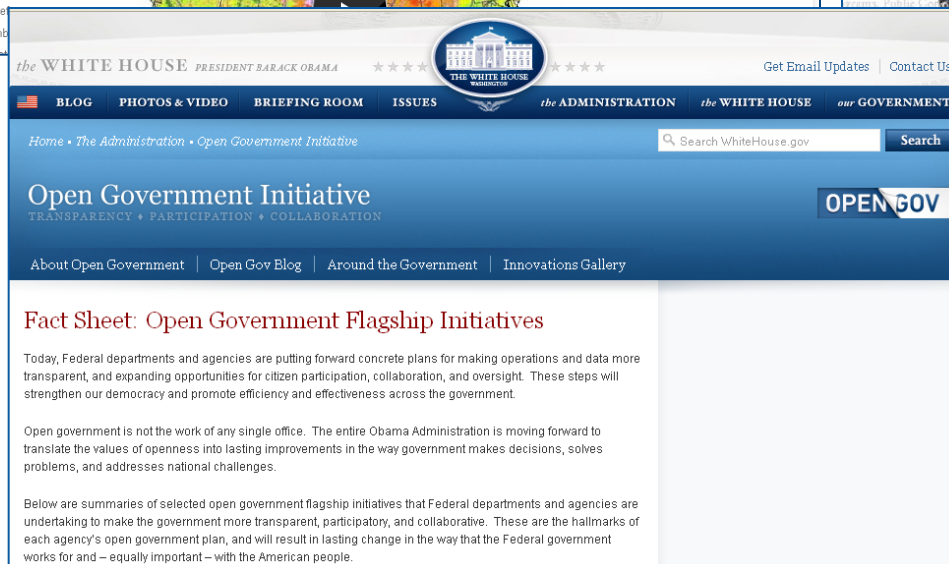 the WHITE HOUSE PRESIDENT BARACK OBAMA
THE WHITE HOUSE
WASHINGTON
Get Email Updates | Contact Us
BLOG PHOTOS & VIDEO BRIEFING ROOM ISSUES the ADMINISTRATION the WHITE HOUSE our GOVERNMENT
Home • The Administration • Open Government Initiative
Search WhiteHouse.gov Search
Open Government Initiative
TRANSPARENCY ♦ PARTICIPATION ♦ COLLABORATION
OPEN GOV
About Open Government | Open Gov Blog | Around the Government | Innovations Gallery
Fact Sheet: Open Government Flagship Initiatives
Today, Federal departments and agencies are putting forward concrete plans for making operations and data more
transparent, and expanding opportunities for citizen participation, collaboration, and oversight. These steps will
strengthen our democracy and promote efficiency and effectiveness across the government.
Open government is not the work of any single office. The entire Obama Administration is moving forward to
translate the values of openness into lasting improvements in the way government makes decisions, solves
problems, and addresses national challenges.
Below are summaries of selected open government flagship initiatives that Federal departments and agencies are
undertaking to make the government more transparent, participatory, and collaborative. These are the hallmarks of
each agency's open government plan, and will result in lasting change in the way that the Federal government
works for and – equally important – with the American people.